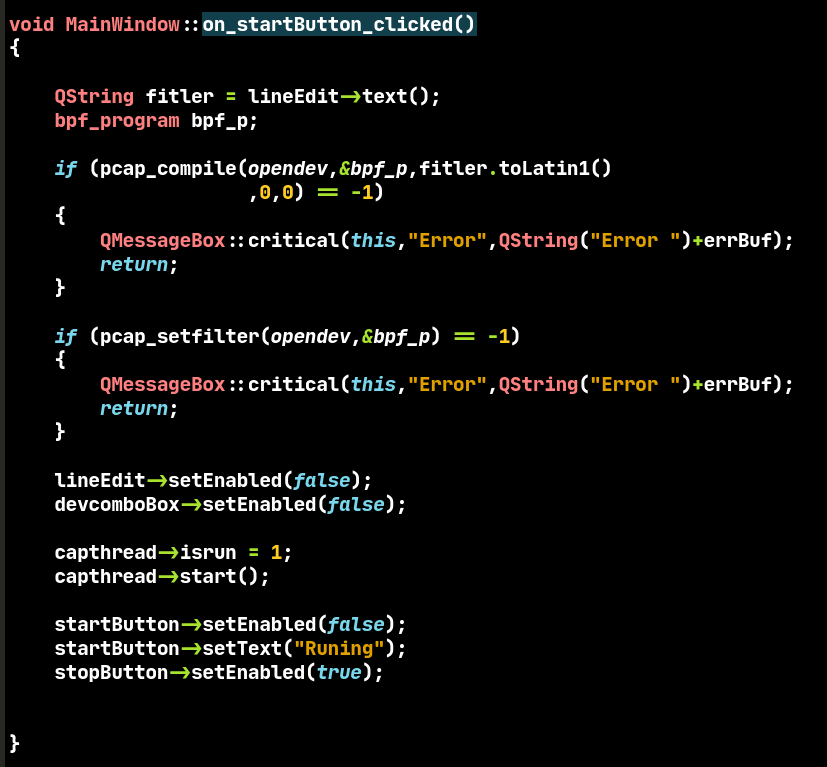 void MainWindow::on_startButton_clicked()
{
    QString fitler = lineEdit->text();
    bpf_program bpf_p;
    if (pcap_compile(opendev,&bpf_p,fitler.toLatin1()
                     ,0,0) == -1)
    {
        QMessageBox::critical(this,"Error",QString("Error ")+errBuf);
        return;
    }
    if (pcap_setfilter(opendev,&bpf_p) == -1)
    {
        QMessageBox::critical(this,"Error",QString("Error ")+errBuf);
        return;
    }
    lineEdit->setEnabled(false);
    devcomboBox->setEnabled(false);
    capthread->isrun = 1;
    capthread->start();
    startButton->setEnabled(false);
    startButton->setText("Runing");
    stopButton->setEnabled(true);
}